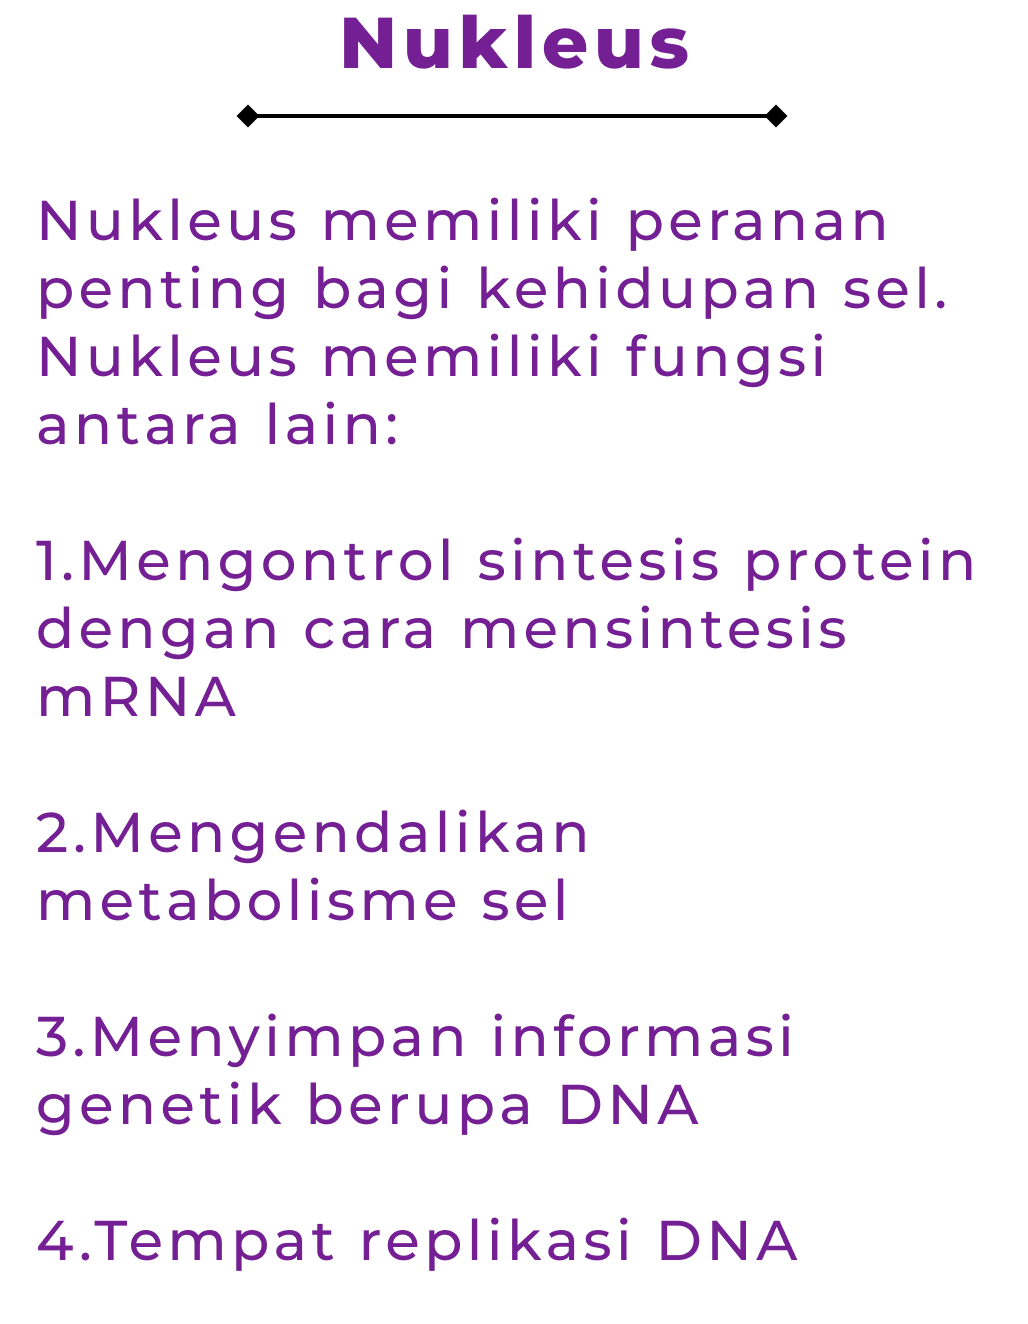 Nukleus
Nukleus memiliki peranan
penting bagi kehidupan sel.
Nukleus memiliki fungsi
antara lain:
1.Mengontrol sintesis protein
dengan cara mensintesis
mRNA
2.Mengendalikan
metabolisme sel
3.Menyimpan informasi
genetik berupa DNA
4.Tempat replikasi DNA